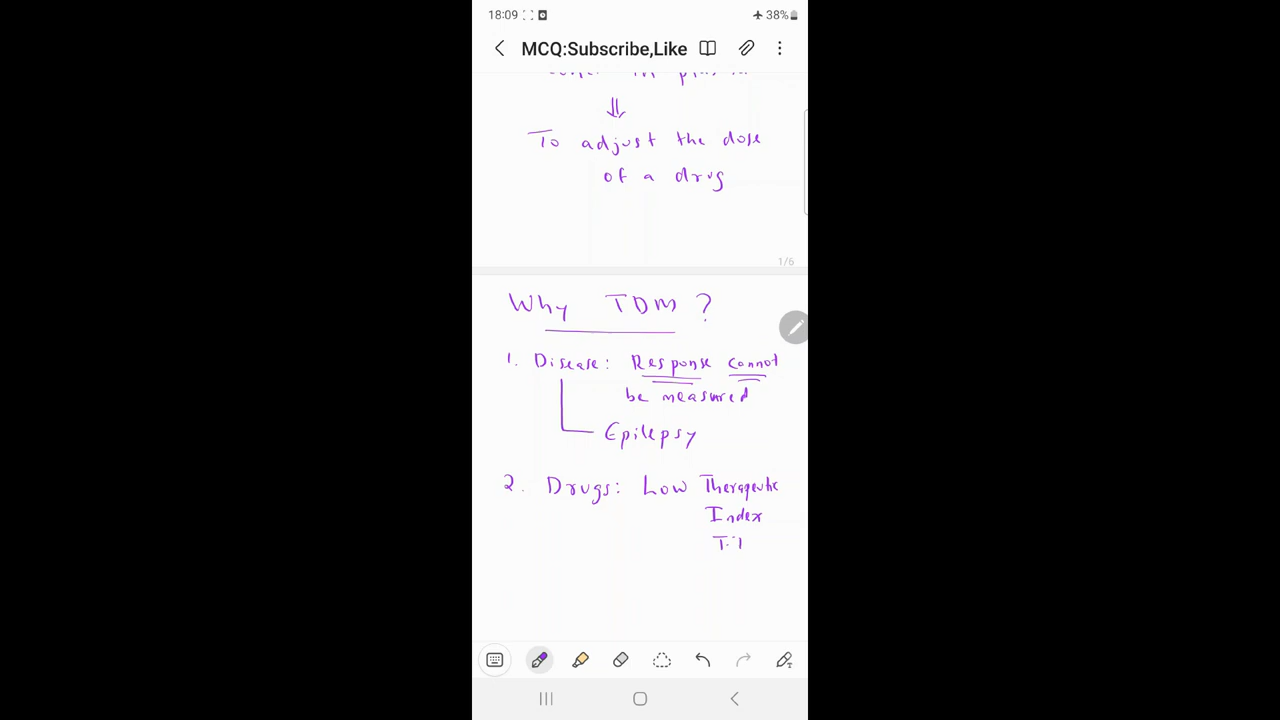 18:09 38%
MCQ:Subscribe,Like
To adjust the dose
of a drug
1/6
Why TDM ?
1. Disease: Response cannot
be measured
Epilepsy
2. Drugs: Low Therapeutic
Index
T.I